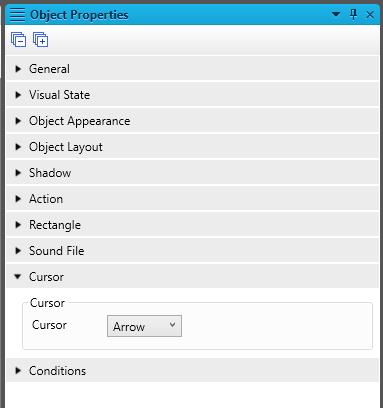 Object Properties
General
Visual State
Object Appearance
Object Layout
Shadow
Action
Rectangle
Sound File
Cursor
Cursor
Cursor Arrow
Conditions